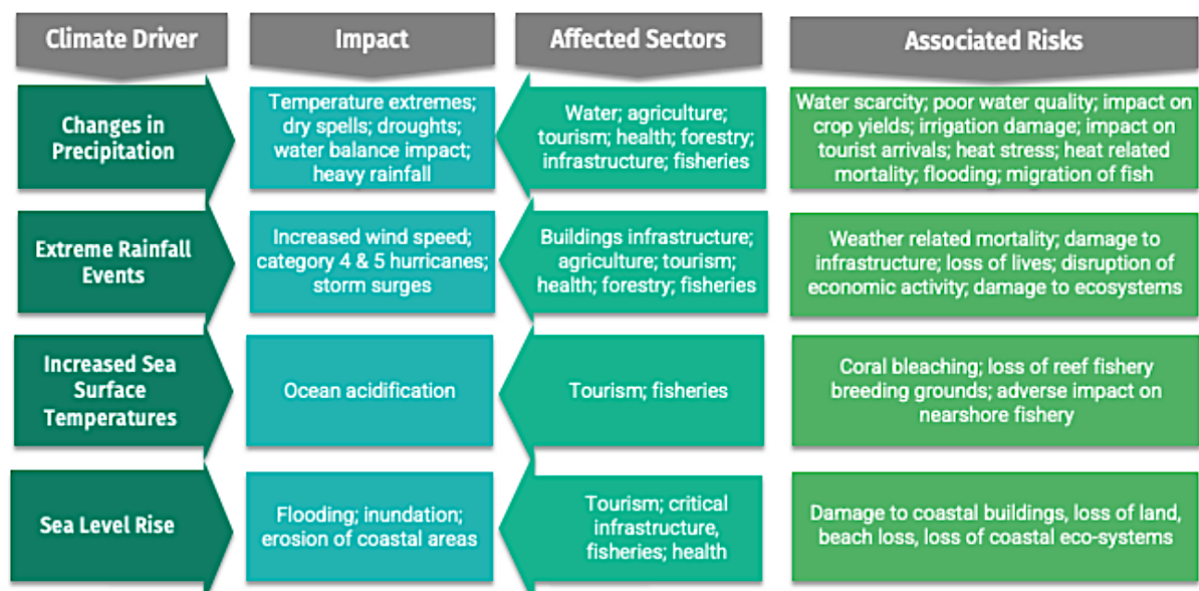 Climate Driver
Impact
Affected Sectors
Associated Risks
Changes in
Precipitation
Temperature extremes;
dry spells; droughts;
water balance impact;
heavy rainfall
Water; agriculture;
tourism; health; forestry;
infrastructure; fisheries
Water scarcity; poor water quality; impact on
crop yields; irrigation damage; impact on
tourist arrivals; heat stress; heat related
mortality; flooding; migration of fish
Extreme Rainfall
Events
Increased wind speed;
category 4 & 5 hurricanes;
storm surges
Buildings infrastructure;
agriculture; tourism;
health; forestry; fisheries
Weather related mortality; damage to
infrastructure; loss of lives; disruption of
economic activity; damage to ecosystems
Increased Sea
Surface
Temperatures
Ocean acidification
Tourism; fisheries
Coral bleaching; loss of reef fishery
breeding grounds; adverse impact on
nearshore fishery
Sea Level Rise
Flooding; inundation;
erosion of coastal areas
Tourism; critical
infrastructure,
fisheries; health
Damage to coastal buildings, loss of land,
beach loss, loss of coastal eco-systems